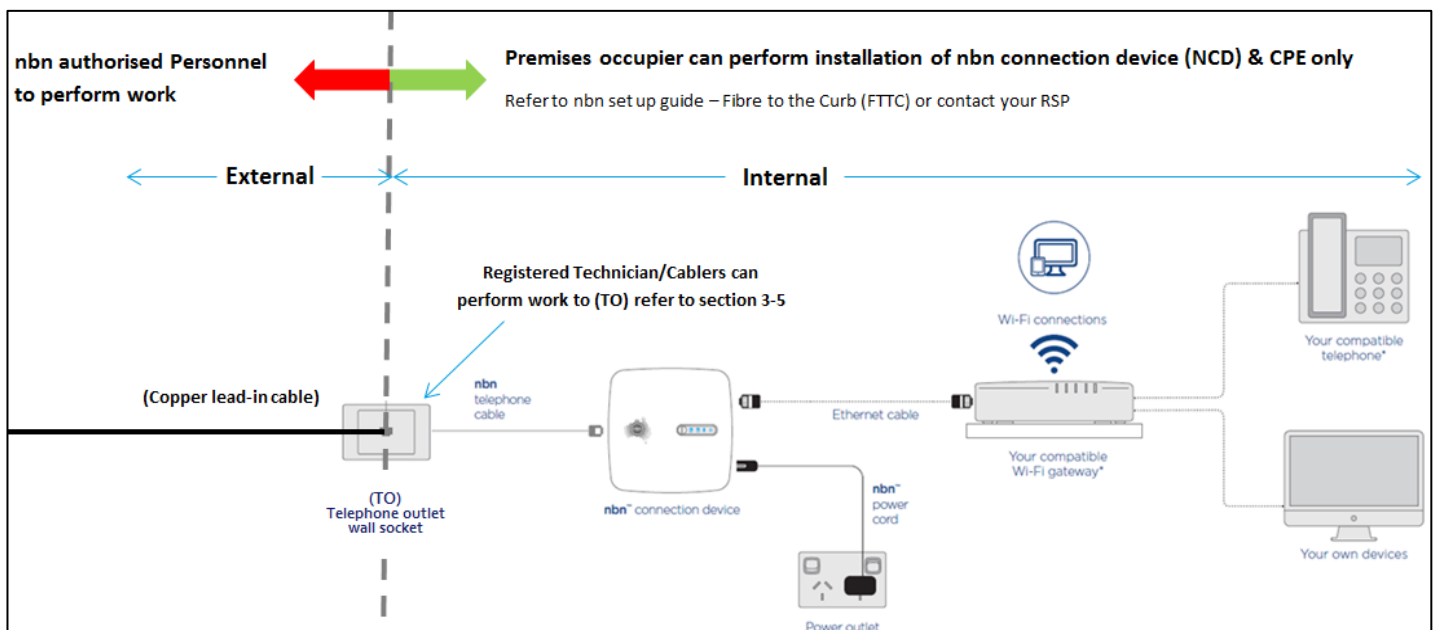 nbn authorised Personnel
to perform work
Premises occupier can perform installation of nbn connection device (NCD) & CPE only
Refer to nbn set up guide – Fibre to the Curb (FTTC) or contact your RSP
External
Internal
Registered Technician/Cablers can
perform work to (TO) refer to section 3-5
Wi-Fi connections
Your compatible
telephone*
(Copper lead-in cable)
nbn
telephone
cable
Ethernet cable
Your compatible
Wi-Fi gateway*
(TO)
Telephone outlet
wall socket
nbn™ connection device
nbn™
power
cord
Your own devices
Power outlet